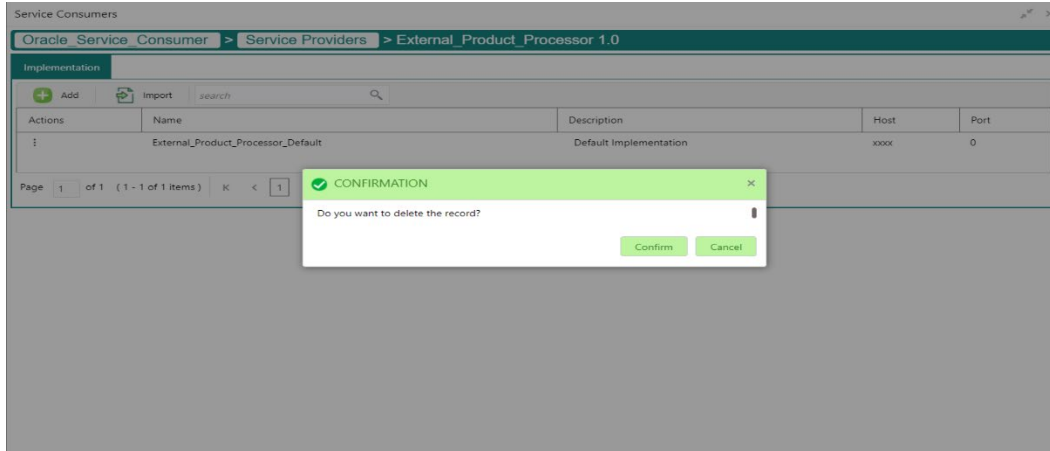 Service Consumers
Oracle_Service_Consumer > Service Providers > External_Product_Processor 1.0
Implementation
Add Import search
Actions Name Description Host Port
External_Product_Processor_Default Default Implementation xxxx 0
Page 1 of 1 (1 - 1 of 1 items) K < 1
CONFIRMATION ×
Do you want to delete the record?
Confirm Cancel